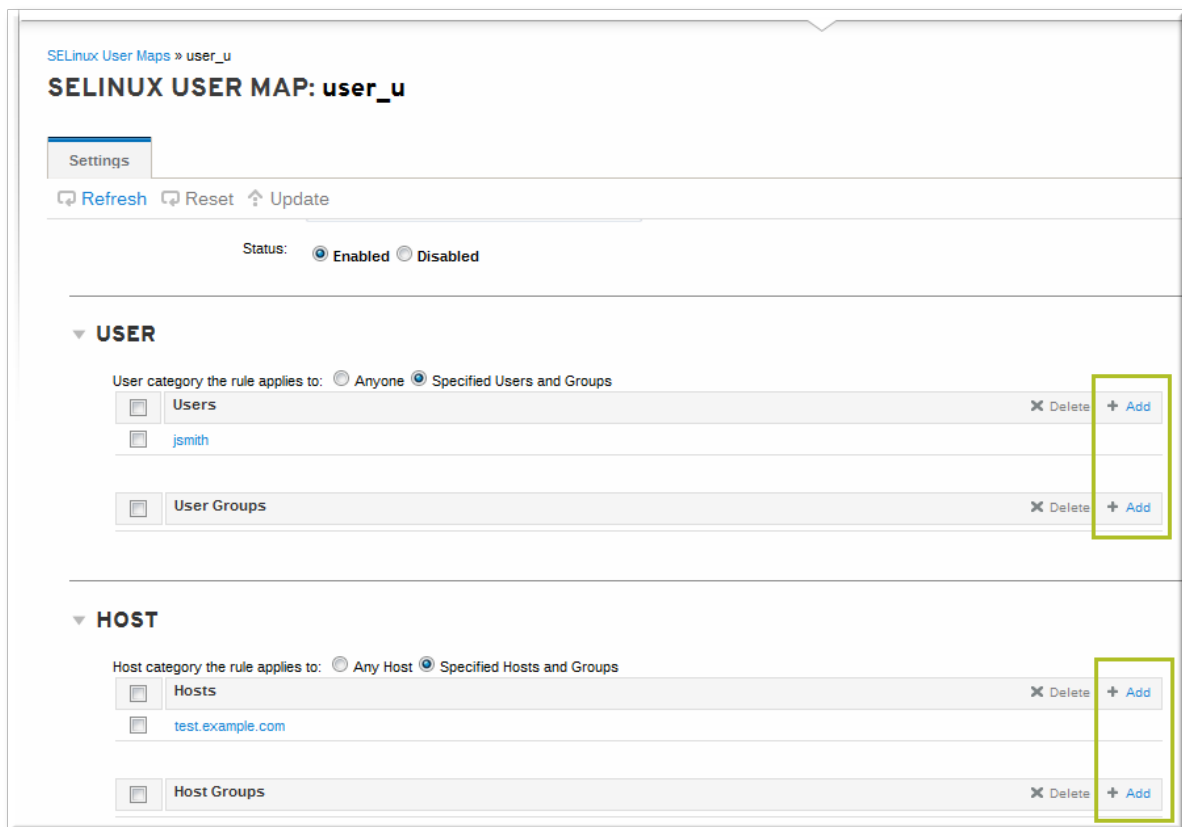 SELinux User Maps » user_u
SELINUX USER MAP: user_u
Settings
Refresh Reset Update
Status: Enabled Disabled
USER
User category the rule applies to: Anyone Specified Users and Groups
Users Delete + Add
jsmith
User Groups Delete + Add
HOST
Host category the rule applies to: Any Host Specified Hosts and Groups
Hosts Delete + Add
test.example.com
Host Groups Delete + Add